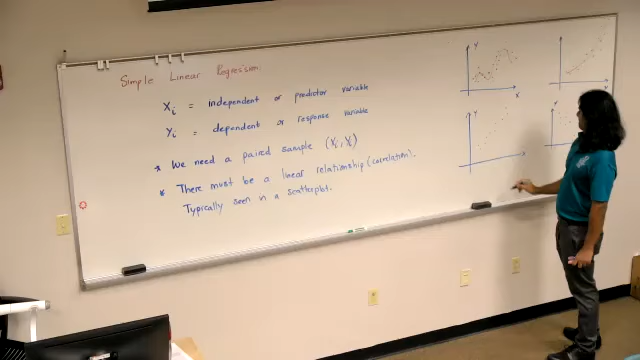 Simple Linear Regression
Xi = independent or predictor variable
Yi = dependent or response variable
* We need a paired sample (Xi, Yi)
* There must be a linear relationship (correlation).
Typically seen in a scatterplot.
Y
X
Y